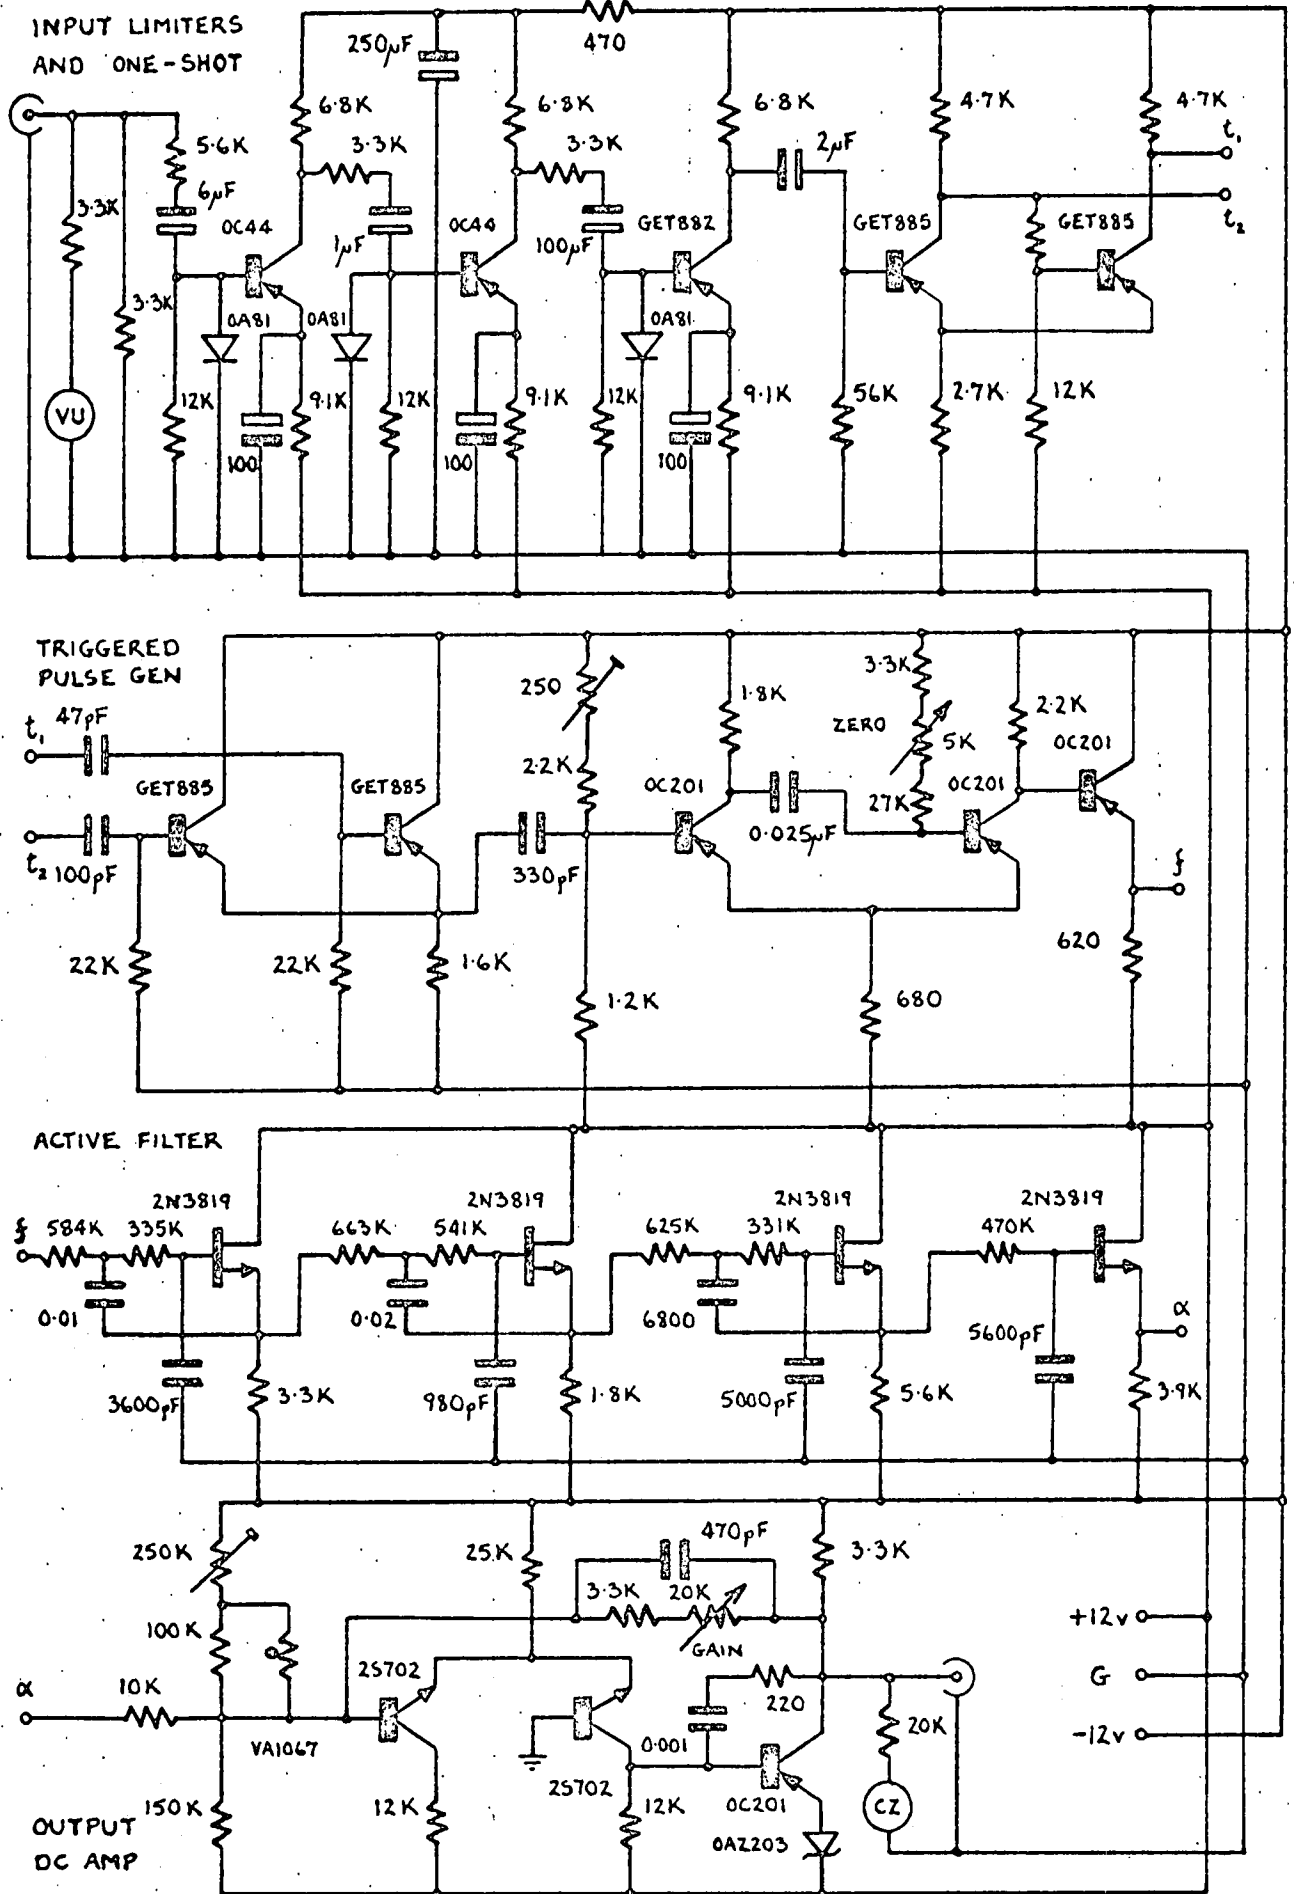 INPUT LIMITERS
AND ONE-SHOT
250µF
470
6.8K
6.8K
6.8K
4.7K
4.7K
5.6K
3.3K
3.3K
2µF
t₁
6µF
3.3K
OC44
1µF
OC44
100µF
GET882
GET885
GET885
t₂
3.3K
OA81
OA81
OA81
VU
12K
9.1K
12K
9.1K
12K
9.1K
56K
2.7K
12K
100
100
100
TRIGGERED
PULSE GEN
250
1.8K
3.3K
2.2K
t₁
47pF
ZERO
5K
OC201
GET885
GET885
2.2K
OC201
27K
OC201
t₂
100pF
330pF
0.025µF
f
22K
22K
1.6K
1.2K
680
620
ACTIVE FILTER
2N3819
2N3819
2N3819
2N3819
f
584K
335K
663K
541K
625K
331K
470K
0.01
0.02
6800
5600pF
α
3600pF
3.3K
980pF
1.8K
5000pF
5.6K
3.9K
250K
25K
470pF
3.3K
3.3K
20K
GAIN
+12v
100K
2S702
α
10K
220
G
VA1067
0.001
20K
-12v
2S702
150K
12K
12K
OC201
CZ
OUTPUT
DC AMP
OAZ203